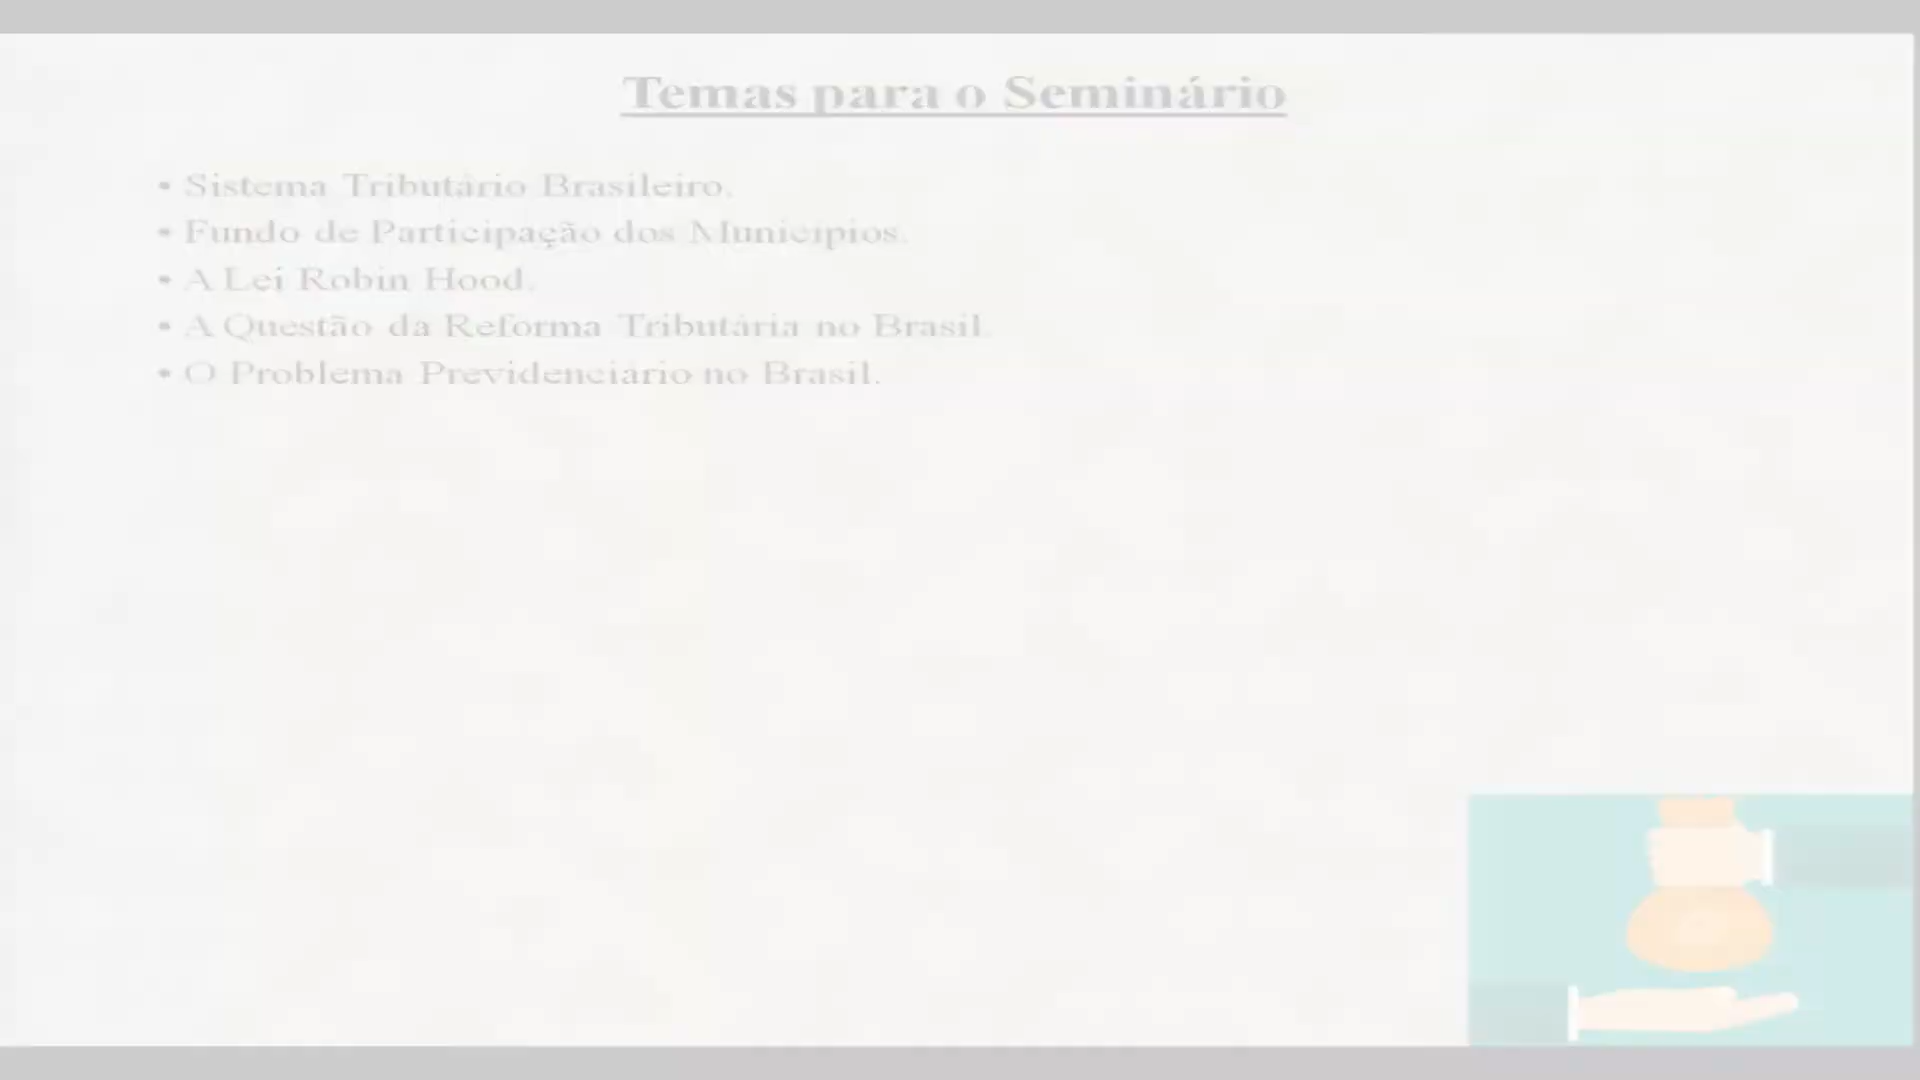 Temas para o Seminário
• Sistema Tributário Brasileiro.
• Fundo de Participação dos Municípios.
• A Lei Robin Hood.
• A Questão da Reforma Tributária no Brasil.
• O Problema Previdenciário no Brasil.